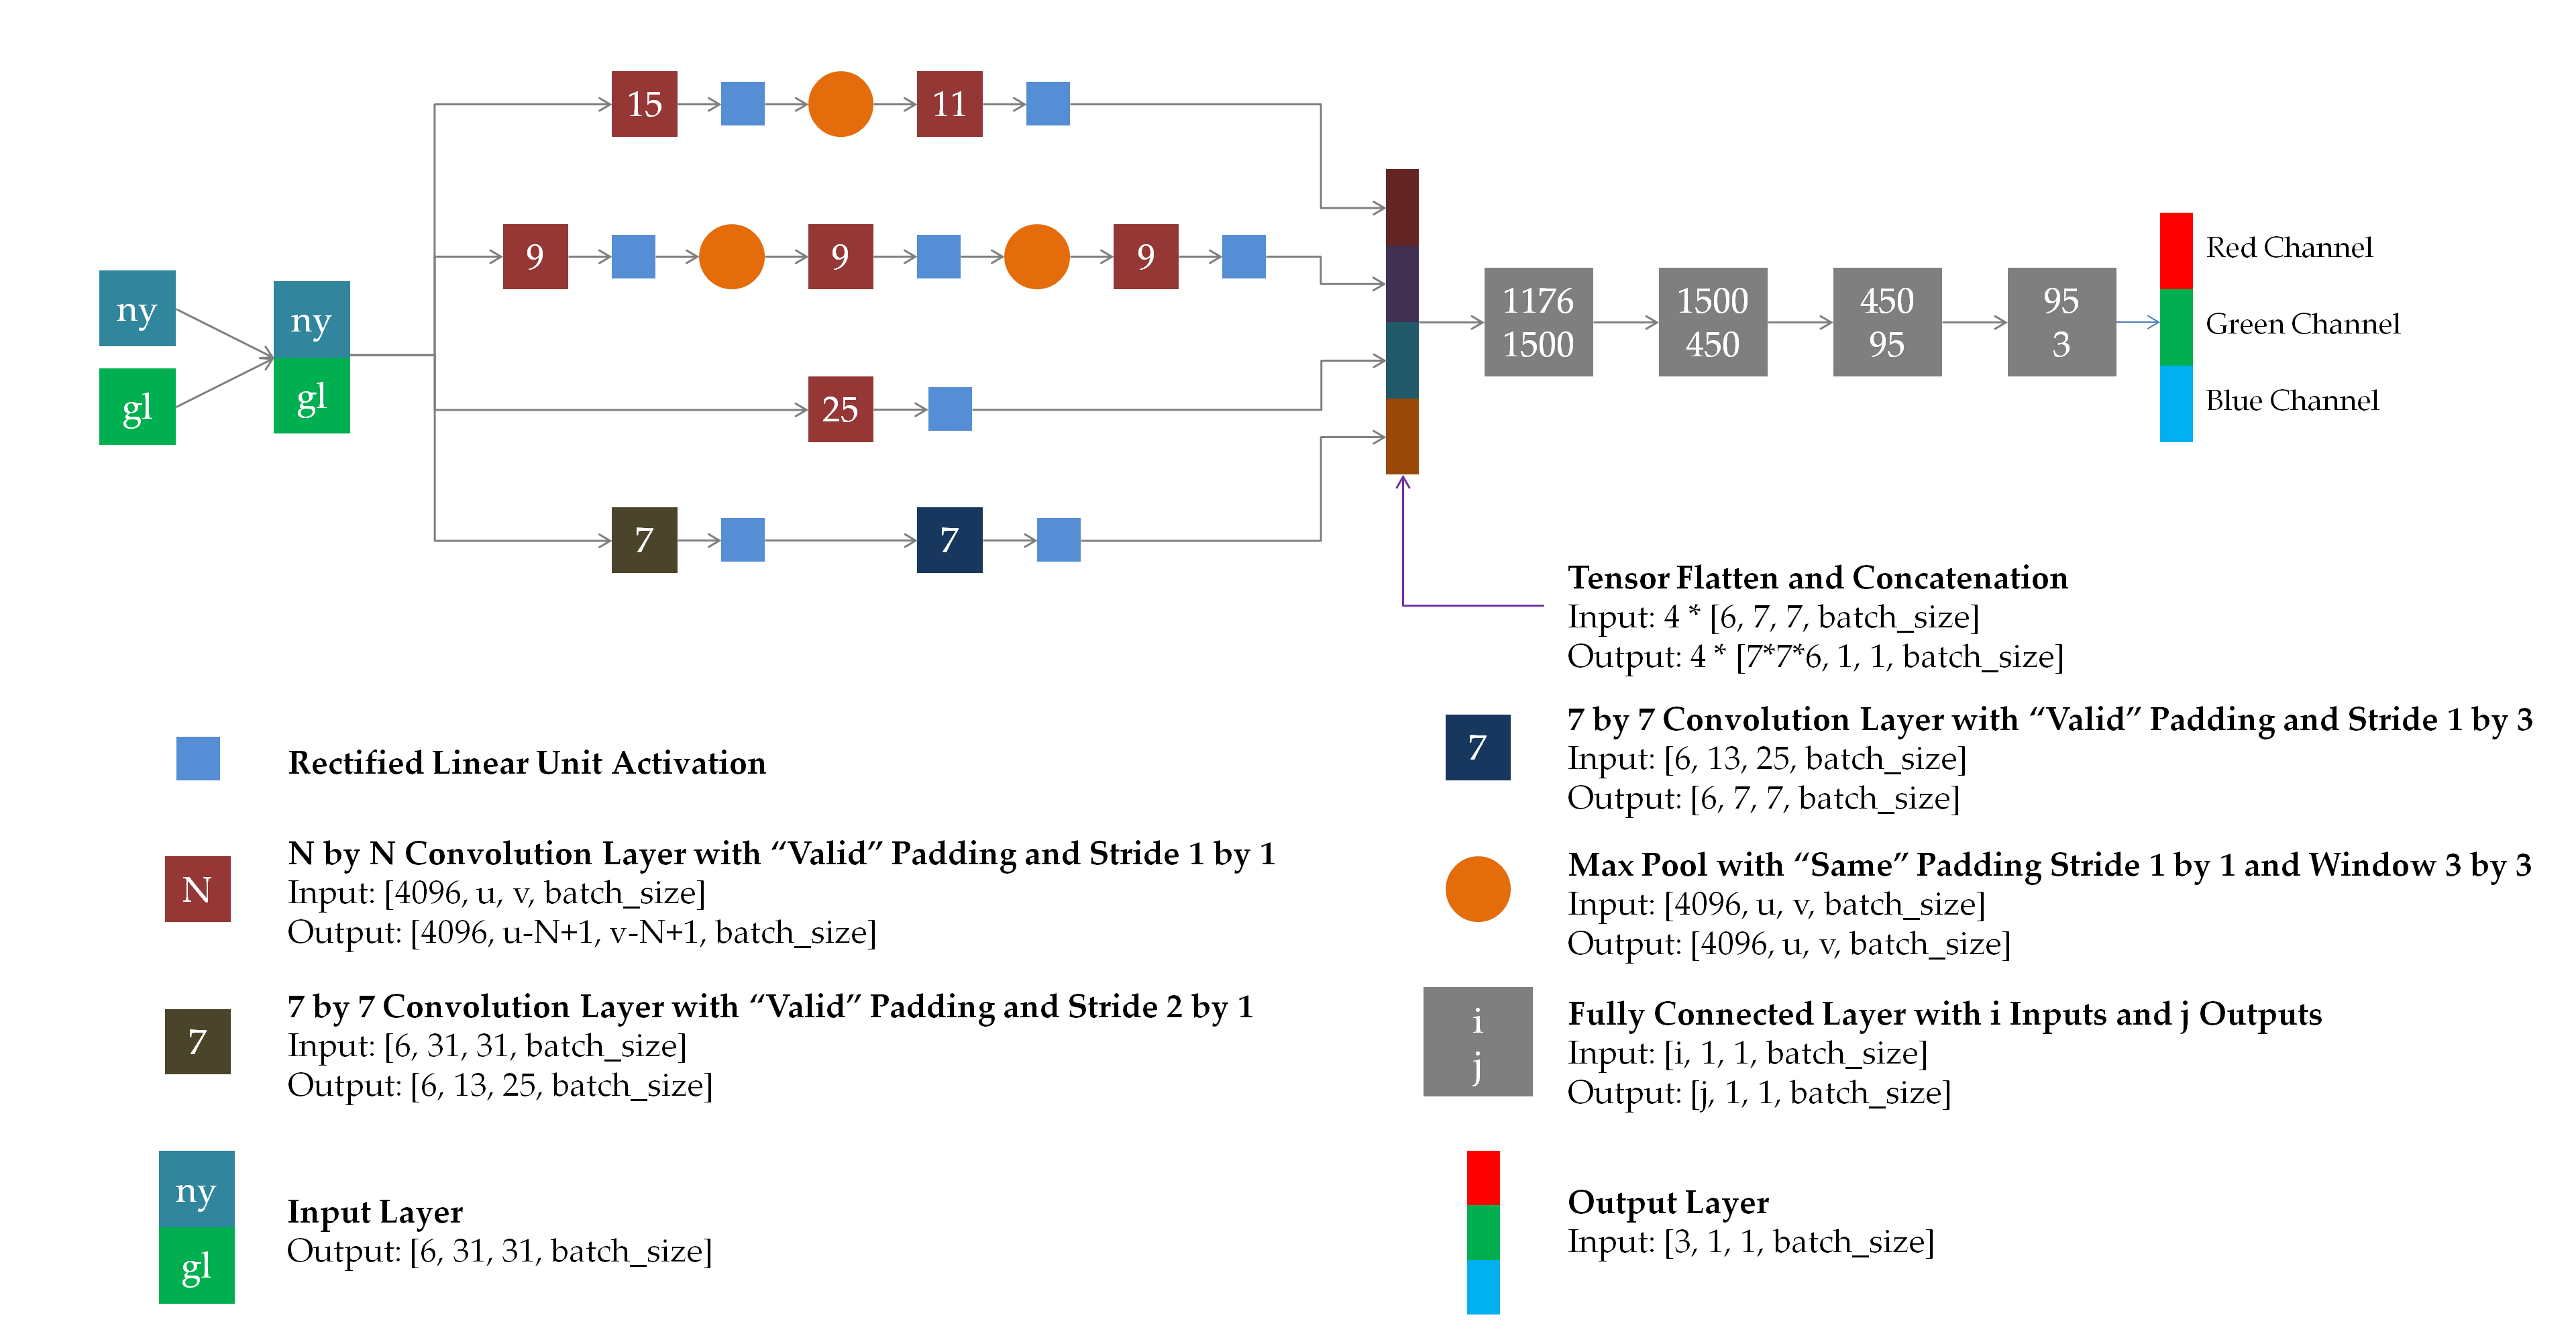 15
11
9
9
9
ny
gl
ny
gl
25
7
7
1176
1500
1500
450
450
95
95
3
Red Channel
Green Channel
Blue Channel
Tensor Flatten and Concatenation
Input: 4 * [6, 7, 7, batch_size]
Output: 4 * [7*7*6, 1, 1, batch_size]
Rectified Linear Unit Activation
N
N by N Convolution Layer with “Valid” Padding and Stride 1 by 1
Input: [4096, u, v, batch_size]
Output: [4096, u-N+1, v-N+1, batch_size]
7
7 by 7 Convolution Layer with “Valid” Padding and Stride 2 by 1
Input: [6, 31, 31, batch_size]
Output: [6, 13, 25, batch_size]
ny
gl
Input Layer
Output: [6, 31, 31, batch_size]
7
7 by 7 Convolution Layer with “Valid” Padding and Stride 1 by 3
Input: [6, 13, 25, batch_size]
Output: [6, 7, 7, batch_size]
Max Pool with “Same” Padding Stride 1 by 1 and Window 3 by 3
Input: [4096, u, v, batch_size]
Output: [4096, u, v, batch_size]
i
j
Fully Connected Layer with i Inputs and j Outputs
Input: [i, 1, 1, batch_size]
Output: [j, 1, 1, batch_size]
Output Layer
Input: [3, 1, 1, batch_size]